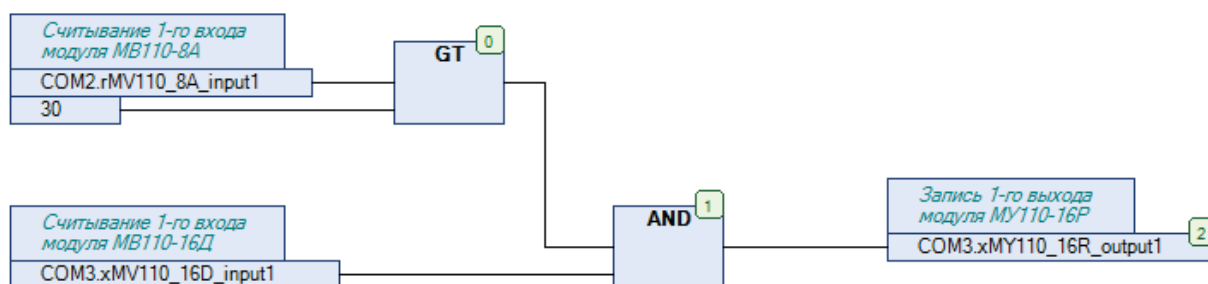 Считывание 1-го входа
модуля МВ110-8А
COM2.rMV110_8A_input1
30
GT
0
Считывание 1-го входа
модуля МВ110-16Д
COM3.xMV110_16D_input1
AND
1
Запись 1-го выхода
модуля МУ110-16Р
COM3.xMY110_16R_output1
2